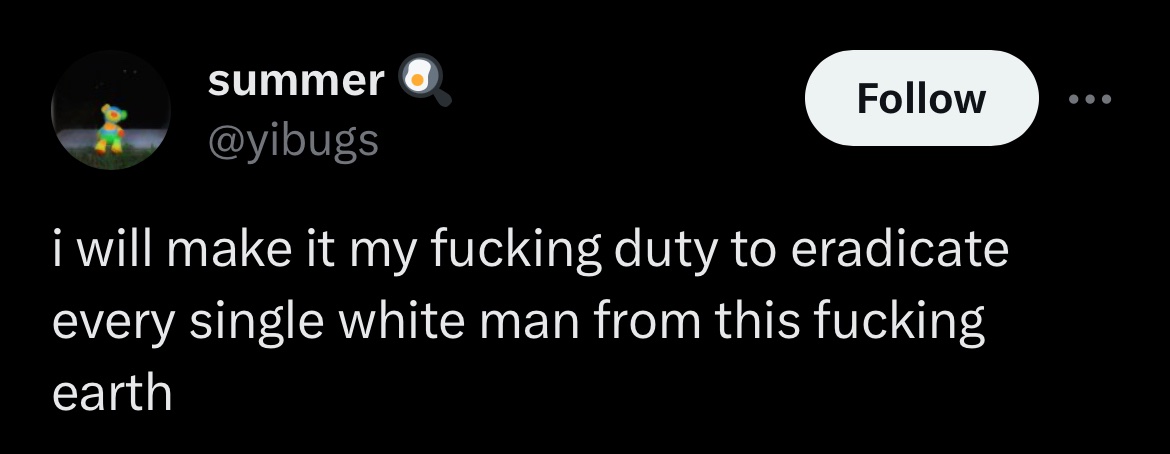 summer 🍳
@yibugs
Follow
i will make it my fucking duty to eradicate
every single white man from this fucking
earth